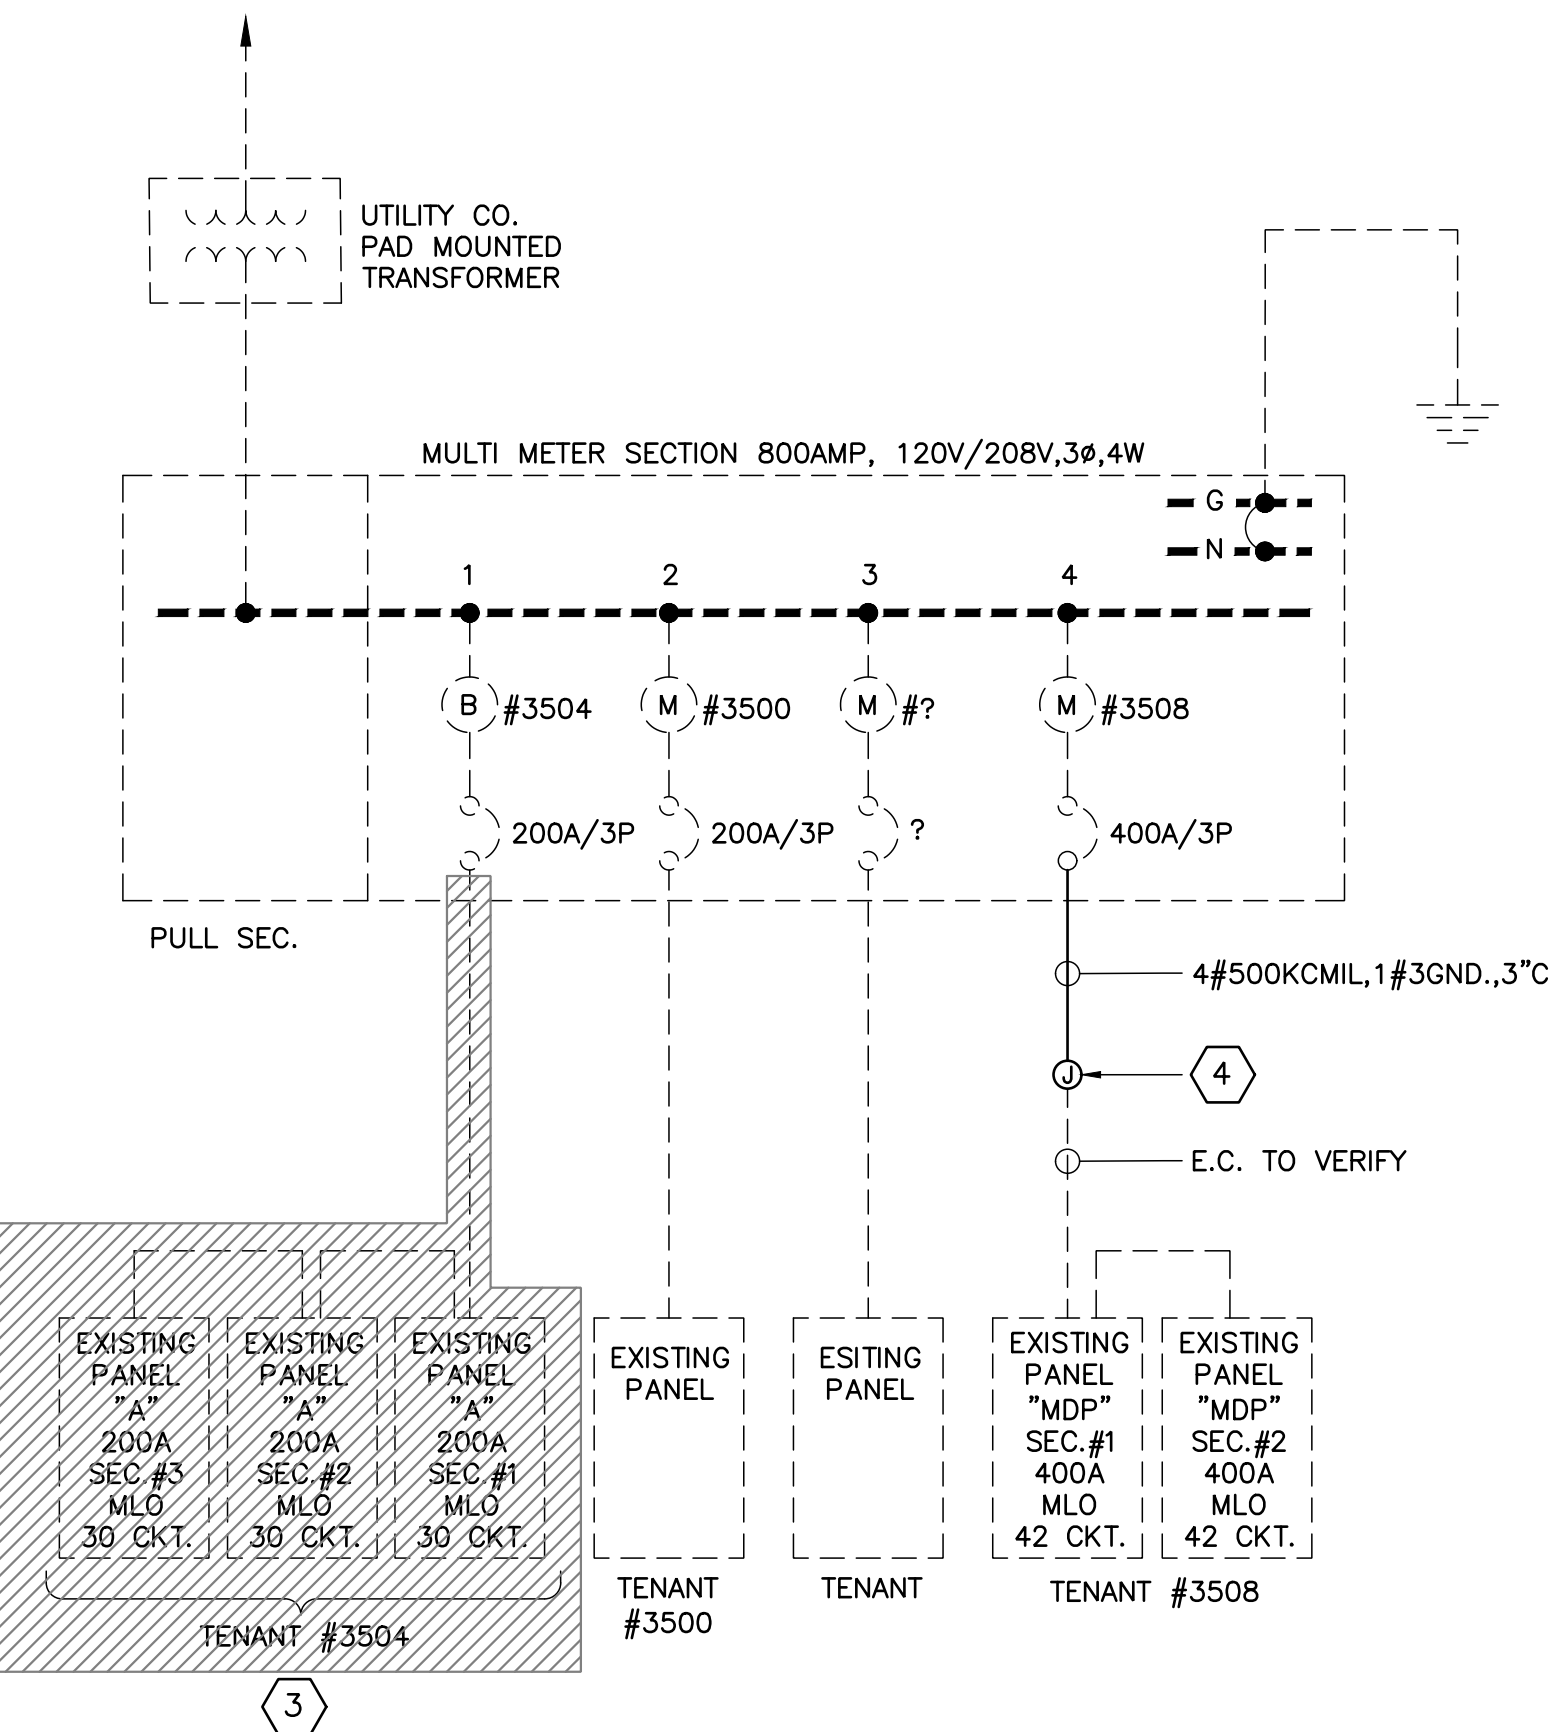 UTILITY CO.
PAD MOUNTED
TRANSFORMER
MULTI METER SECTION 800AMP, 120V/208V,3ø,4W
G
N
1
2
3
4
B
#3504
M
#3500
M
#?
M
#3508
200A/3P
200A/3P
?
400A/3P
PULL SEC.
4#500KCMIL,1#3GND.,3"C
J
4
E.C. TO VERIFY
EXISTING
PANEL
"A"
200A
SEC.#3
MLO
30 CKT.
EXISTING
PANEL
"A"
200A
SEC.#2
MLO
30 CKT.
EXISTING
PANEL
"A"
200A
SEC.#1
MLO
30 CKT.
EXISTING
PANEL
ESITING
PANEL
EXISTING
PANEL
"MDP"
SEC.#1
400A
MLO
42 CKT.
EXISTING
PANEL
"MDP"
SEC.#2
400A
MLO
42 CKT.
TENANT #3504
TENANT
#3500
TENANT
TENANT #3508
3